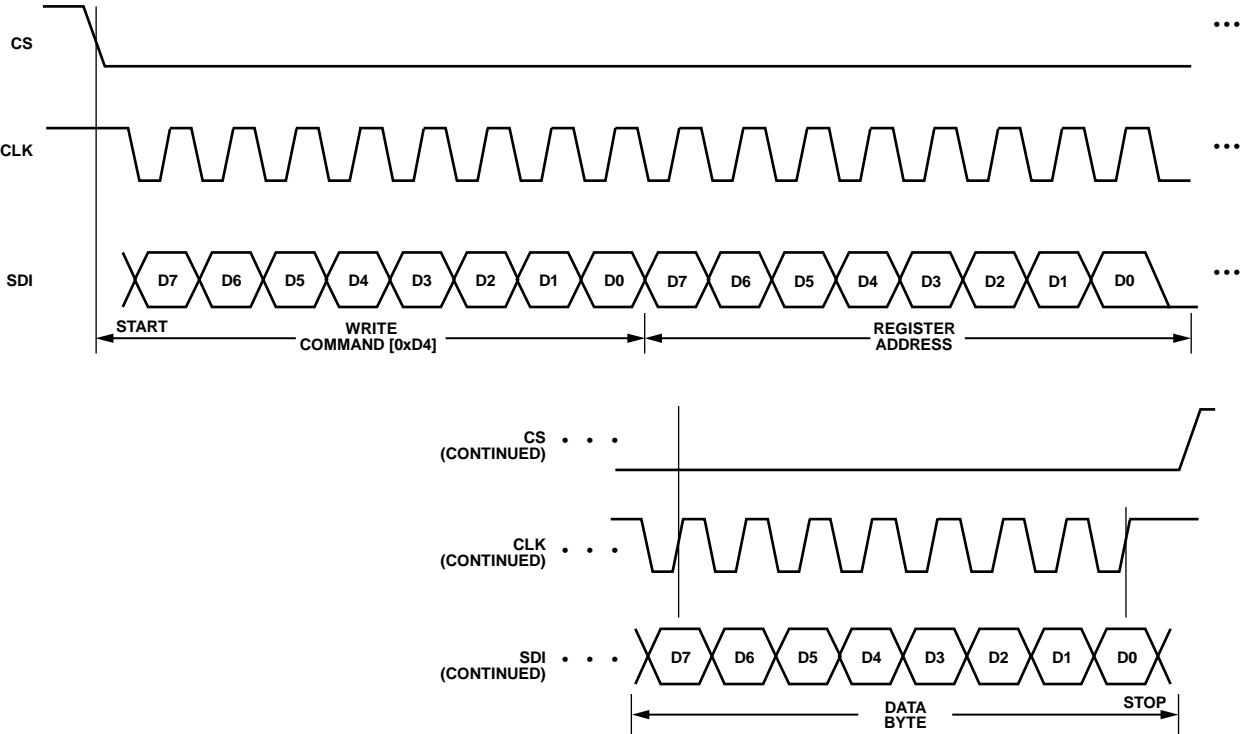 CS
...
CLK
...
SDI
D7 D6 D5 D4 D3 D2 D1 D0 D7 D6 D5 D4 D3 D2 D1 D0
...
START
WRITE
COMMAND [0xD4]
REGISTER
ADDRESS
CS
(CONTINUED)
. . .
CLK
(CONTINUED)
. . .
SDI
(CONTINUED)
. . .
D7 D6 D5 D4 D3 D2 D1 D0
DATA
BYTE
STOP